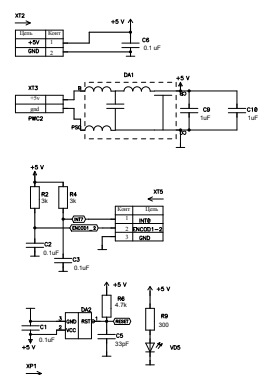 XT2
+5 V
Цепь Конт
+5V 1
GND 2
C6
0.1 uF
XT3
DA1
+5 V
+5v
gnd
PWC2
C9
1uF
C10
1uF
+5 V
R2
3k
R4
3k
XT5
Конт Цепь
INT7
1 INT0
ENCOD1-2
2 ENCOD1-2
3 GND
C2
0.1uF
C3
0.1uF
+5 V
+5 V
R6
4.7k
R9
300
DA2
C1
0.1uF
3 GND RST 1
2 VCC
RESET
C5
33pF
VD5
+5 V
XP1